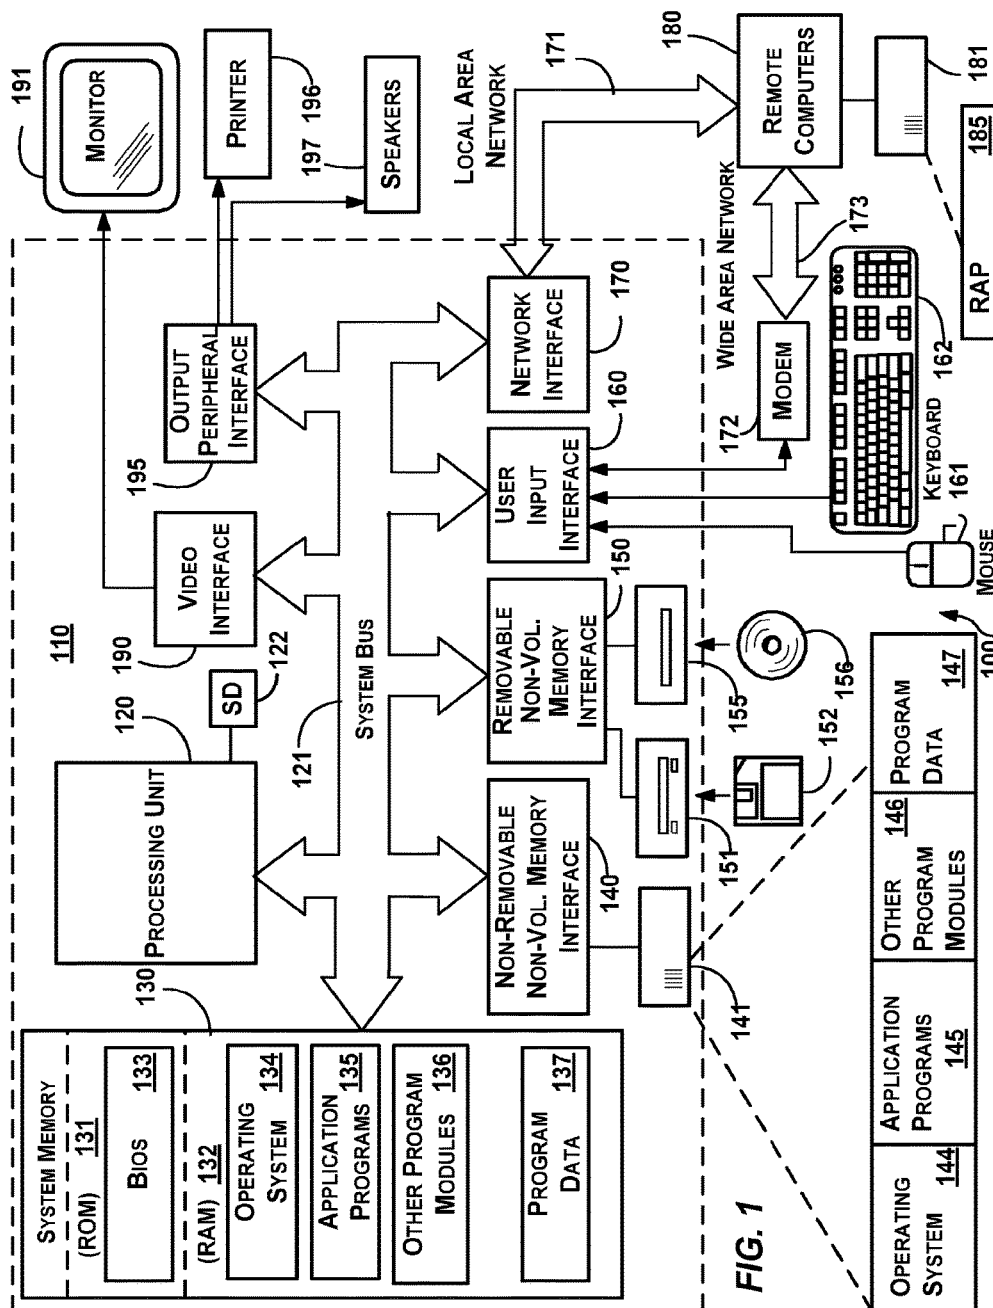 SYSTEM MEMORY
(ROM) 131
BIOS 133
(RAM) 132
OPERATING
SYSTEM 134
APPLICATION
PROGRAMS 135
OTHER PROGRAM
MODULES 136
PROGRAM
DATA 137
130
PROCESSING UNIT
120
SD
122
110
121
SYSTEM BUS
VIDEO
INTERFACE
190
OUTPUT
PERIPHERAL
INTERFACE
195
MONITOR
191
PRINTER
196
SPEAKERS
197
NON-REMOVABLE
NON-VOL. MEMORY
INTERFACE
140
REMOVABLE
NON-VOL.
MEMORY
INTERFACE
150
USER
INPUT
INTERFACE
160
NETWORK
INTERFACE
170
LOCAL AREA
NETWORK
171
141
151
152
155
156
MODEM
172
WIDE AREA NETWORK
173
REMOTE
COMPUTERS
180
181
RAP 185
KEYBOARD
161
162
MOUSE
100
OPERATING
SYSTEM 144
APPLICATION
PROGRAMS
145
OTHER
PROGRAM
MODULES
146
PROGRAM
DATA
147
FIG. 1